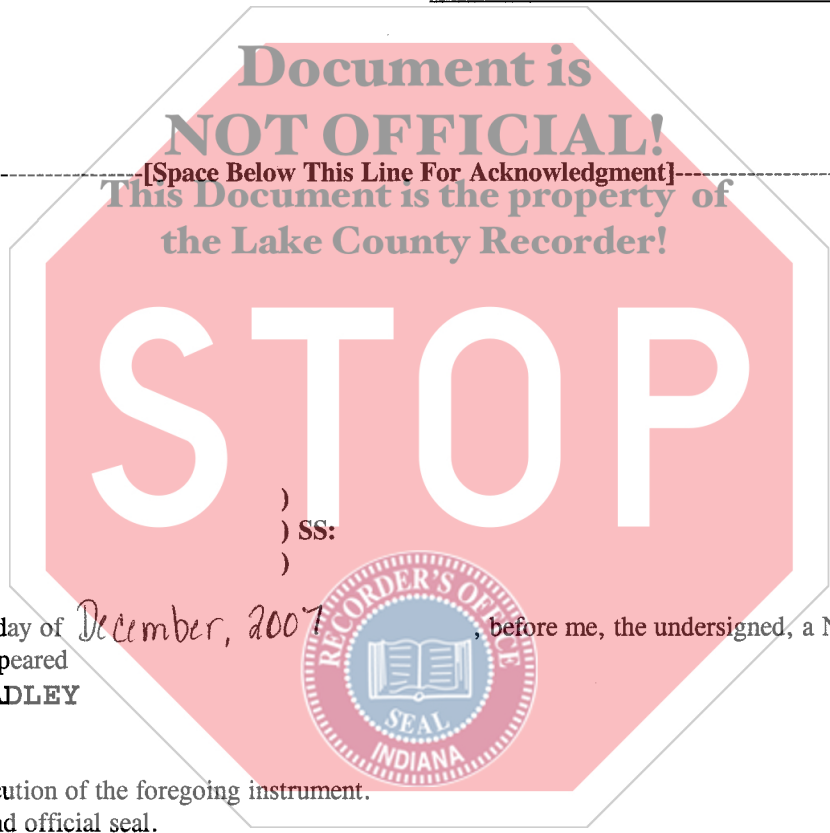 Document is
NOT OFFICIAL!
-[Space Below This Line For Acknowledgment]-
This Document is the property of
the Lake County Recorder!
STOP
)
) SS:
)
day of December, 2007, before me, the undersigned, a N
peared
ADLEY
RECORDER'S OFFICE
SEAL
INDIANA
cution of the foregoing instrument.
nd official seal.